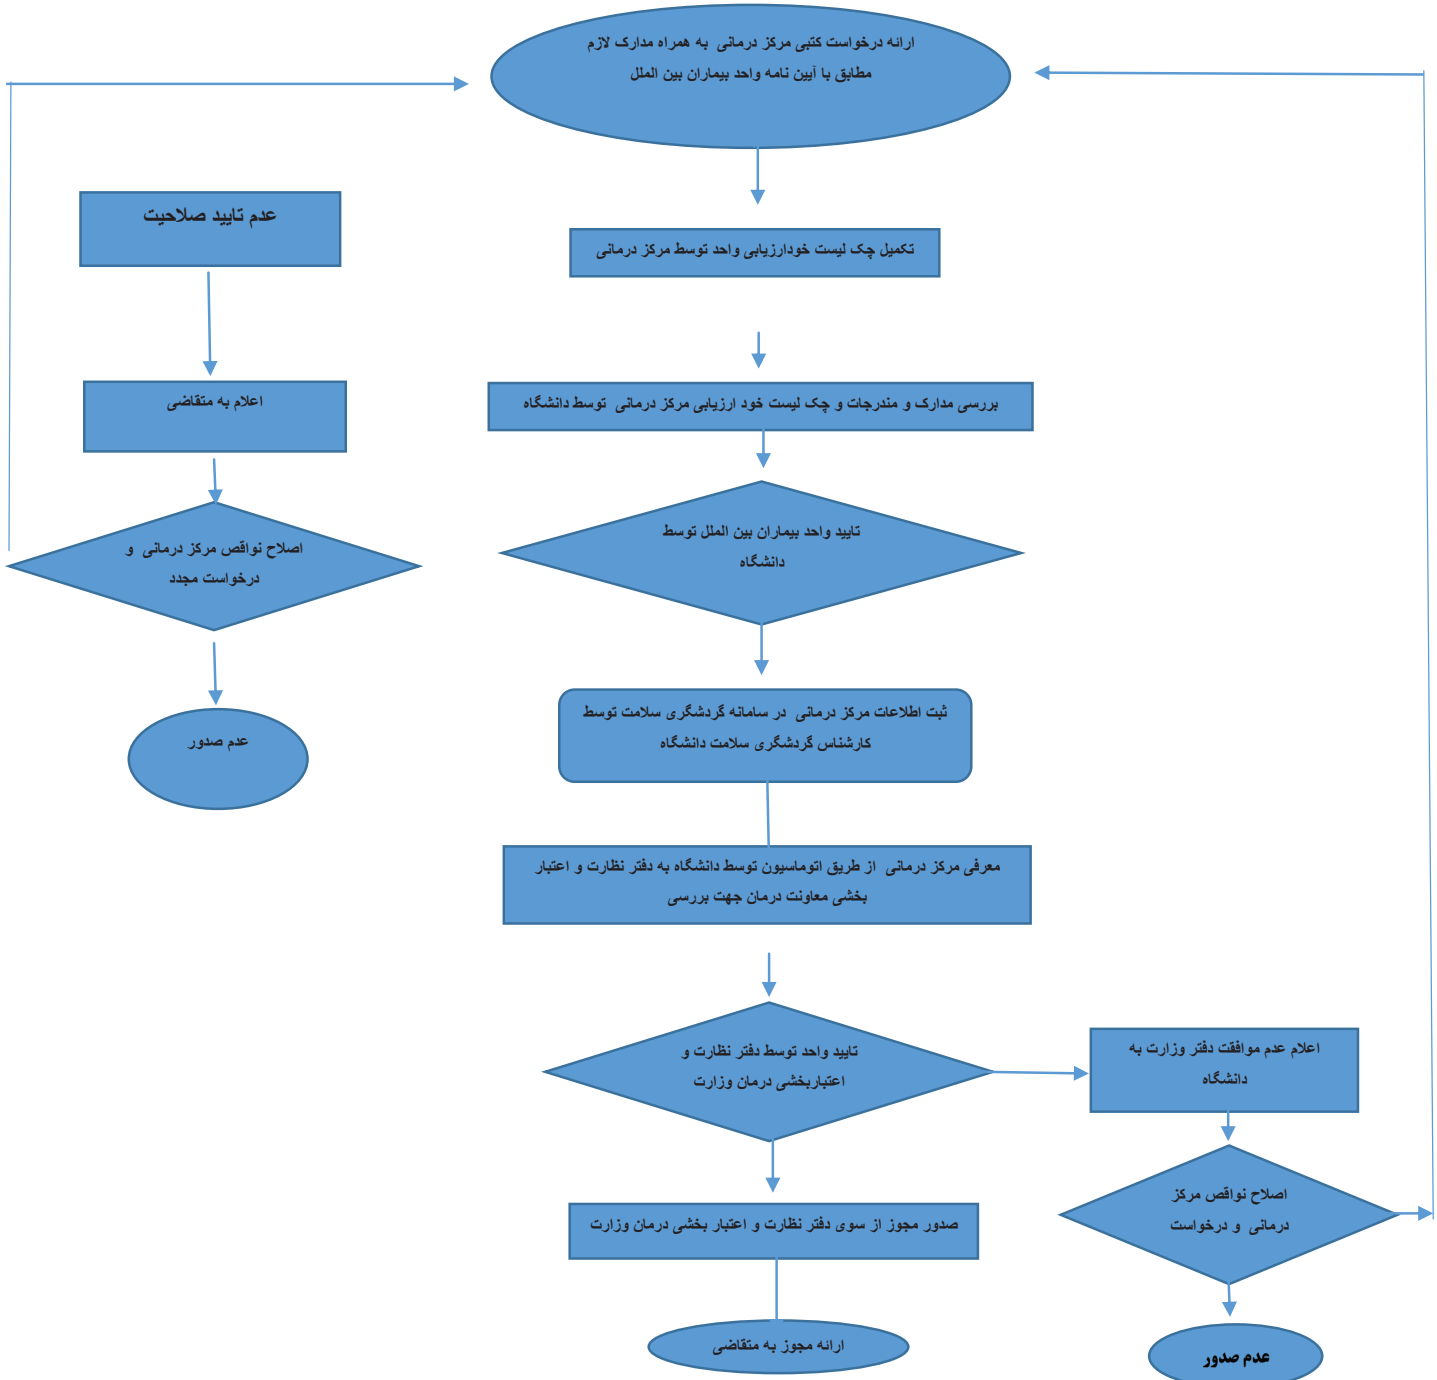 ارائه درخواست کتبی مرکز درمانی به همراه مدارک لازم
مطابق با آیین نامه واحد بیماران بین الملل
تکمیل چک لیست خودارزیابی واحد توسط مرکز درمانی
بررسی مدارک و مندرجات و چک لیست خود ارزیابی مرکز درمانی توسط دانشگاه
تایید واحد بیماران بین الملل توسط
دانشگاه
ثبت اطلاعات مرکز درمانی در سامانه گردشگری سلامت توسط
کارشناس گردشگری سلامت دانشگاه
معرفی مرکز درمانی از طریق اتوماسیون توسط دانشگاه به دفتر نظارت و اعتبار
بخشی معاونت درمان جهت بررسی
تایید واحد توسط دفتر نظارت و
اعتباربخشی درمان وزارت
صدور مجوز از سوی دفتر نظارت و اعتبار بخشی درمان وزارت
ارائه مجوز به متقاضی
اعلام عدم موافقت دفتر وزارت به
دانشگاه
اصلاح نواقص مرکز
درمانی و درخواست
عدم صدور
عدم تایید صلاحیت
اعلام به متقاضی
اصلاح نواقص مرکز درمانی و
درخواست مجدد
عدم صدور